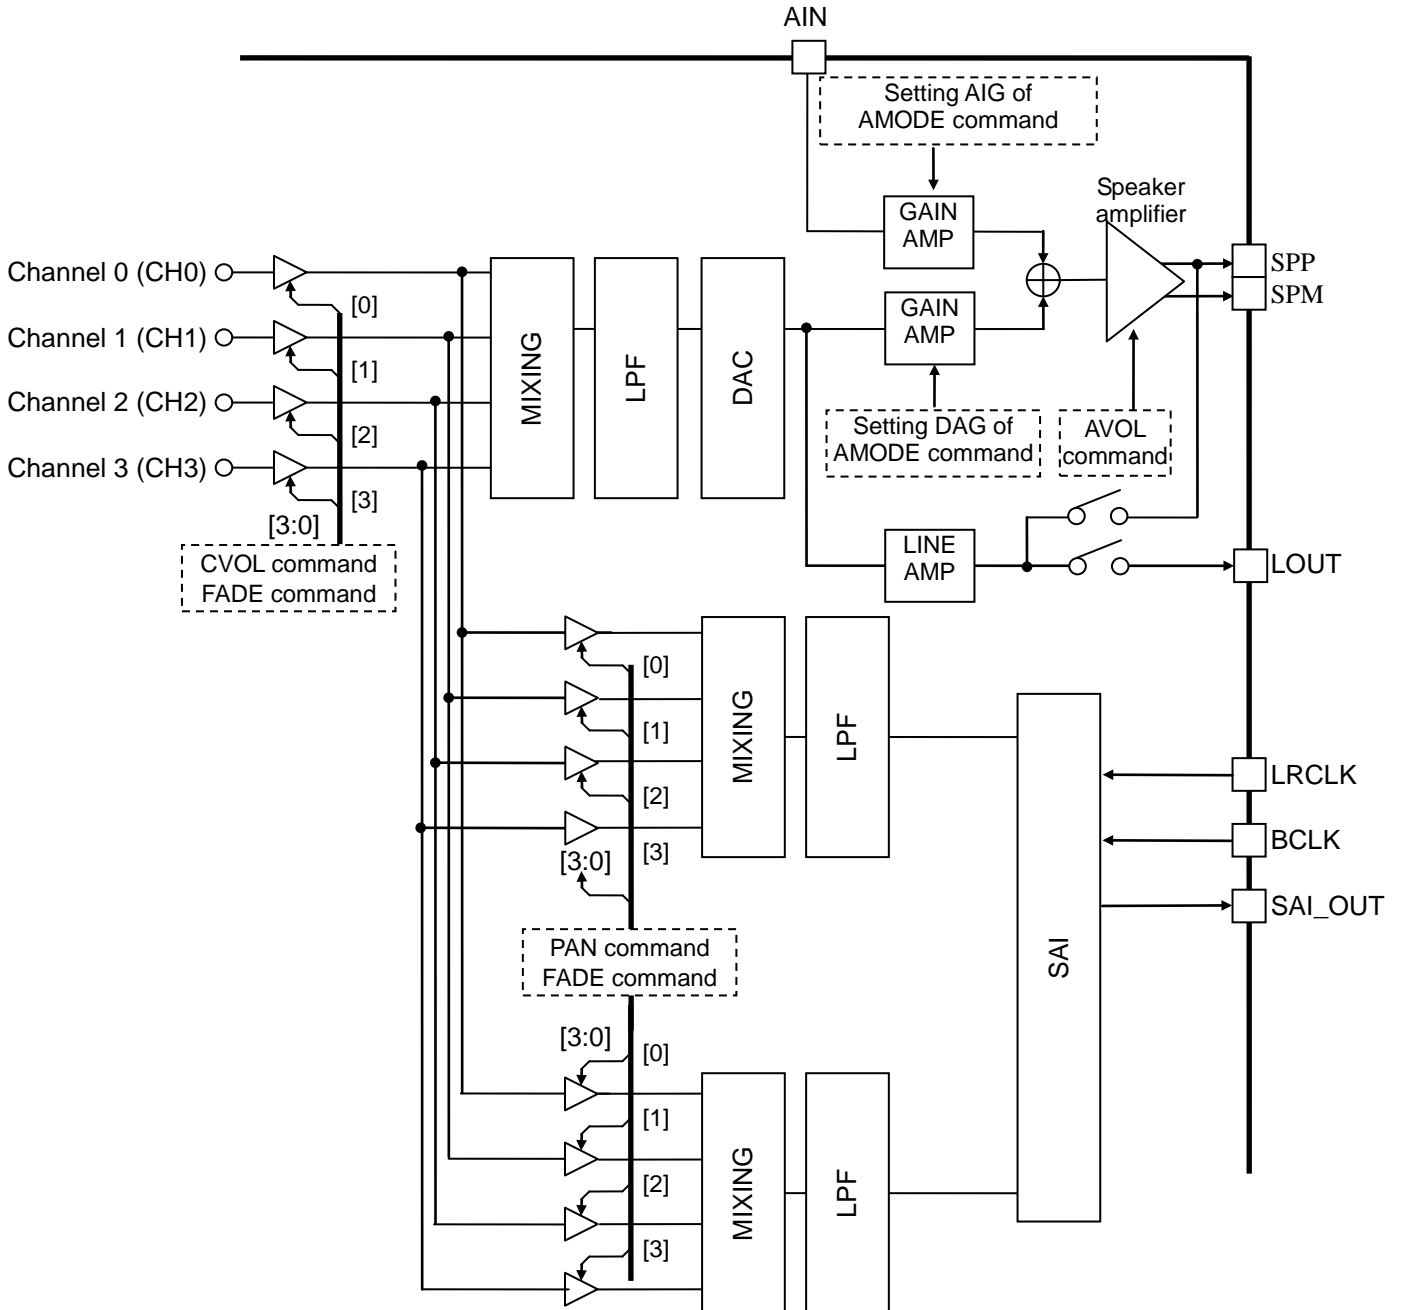 AIN
Setting AIG of
AMODE command
Speaker
amplifier
GAIN
AMP
SPP
SPM
Channel 0 (CH0)
[0]
Channel 1 (CH1)
[1]
Channel 2 (CH2)
[2]
Channel 3 (CH3)
[3]
[3:0]
CVOL command
FADE command
MIXING
LPF
DAC
GAIN
AMP
Setting DAG of
AMODE command
AVOL
command
LINE
AMP
LOUT
[0]
[1]
[2]
[3]
[3:0]
MIXING
LPF
LRCLK
BCLK
SAI_OUT
SAI
PAN command
FADE command
[3:0]
[0]
[1]
[2]
[3]
MIXING
LPF